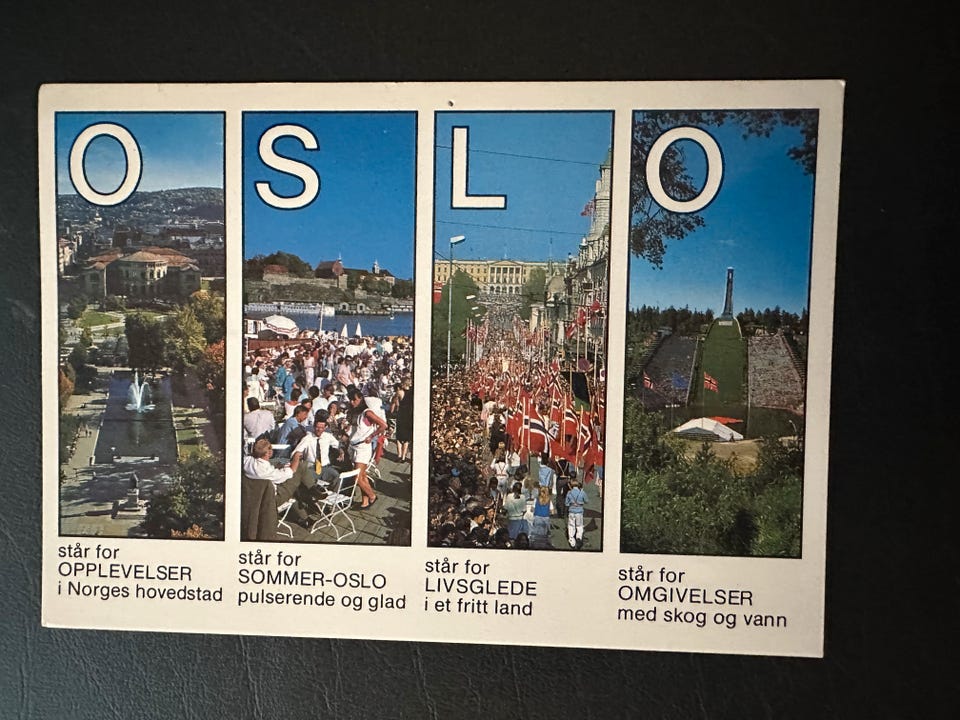 O S L O
står for
OPPLEVELSER
i Norges hovedstad
står for
SOMMER-OSLO
pulserende og glad
står for
LIVSGLEDE
i et fritt land
står for
OMGIVELSER
med skog og vann